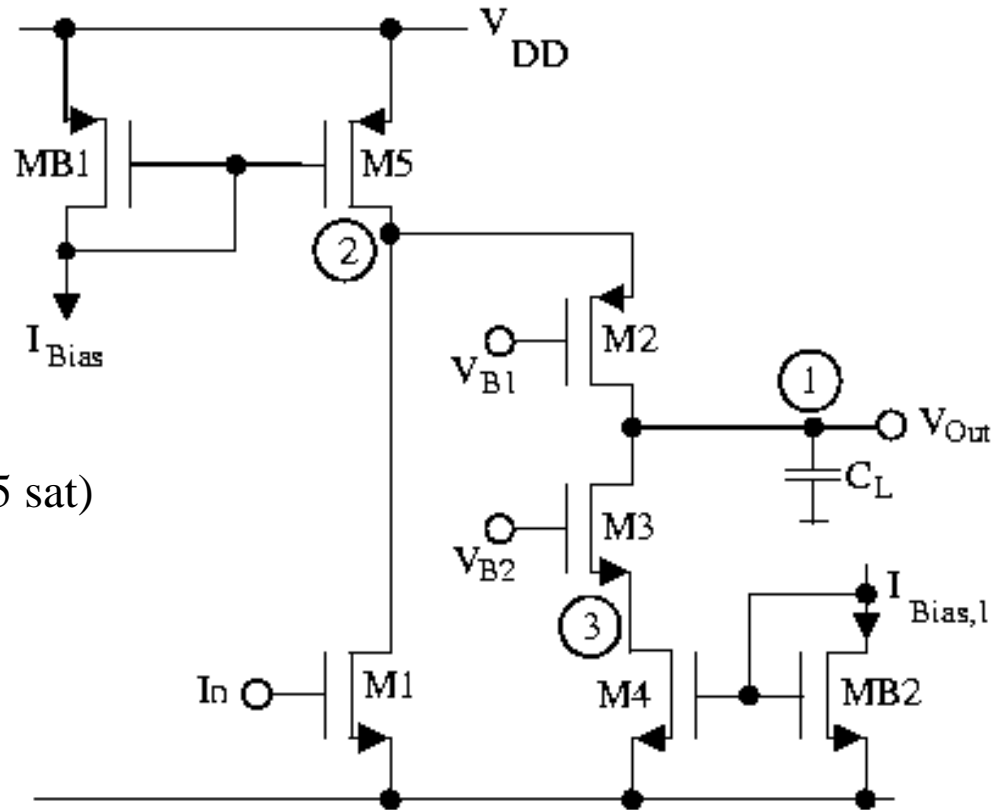 V DD
MB1
M5
2
I Bias
M2
V B1
1
V Out
C L
5 sat)
M3
V B2
I Bias,1
3
In
M1
M4
MB2